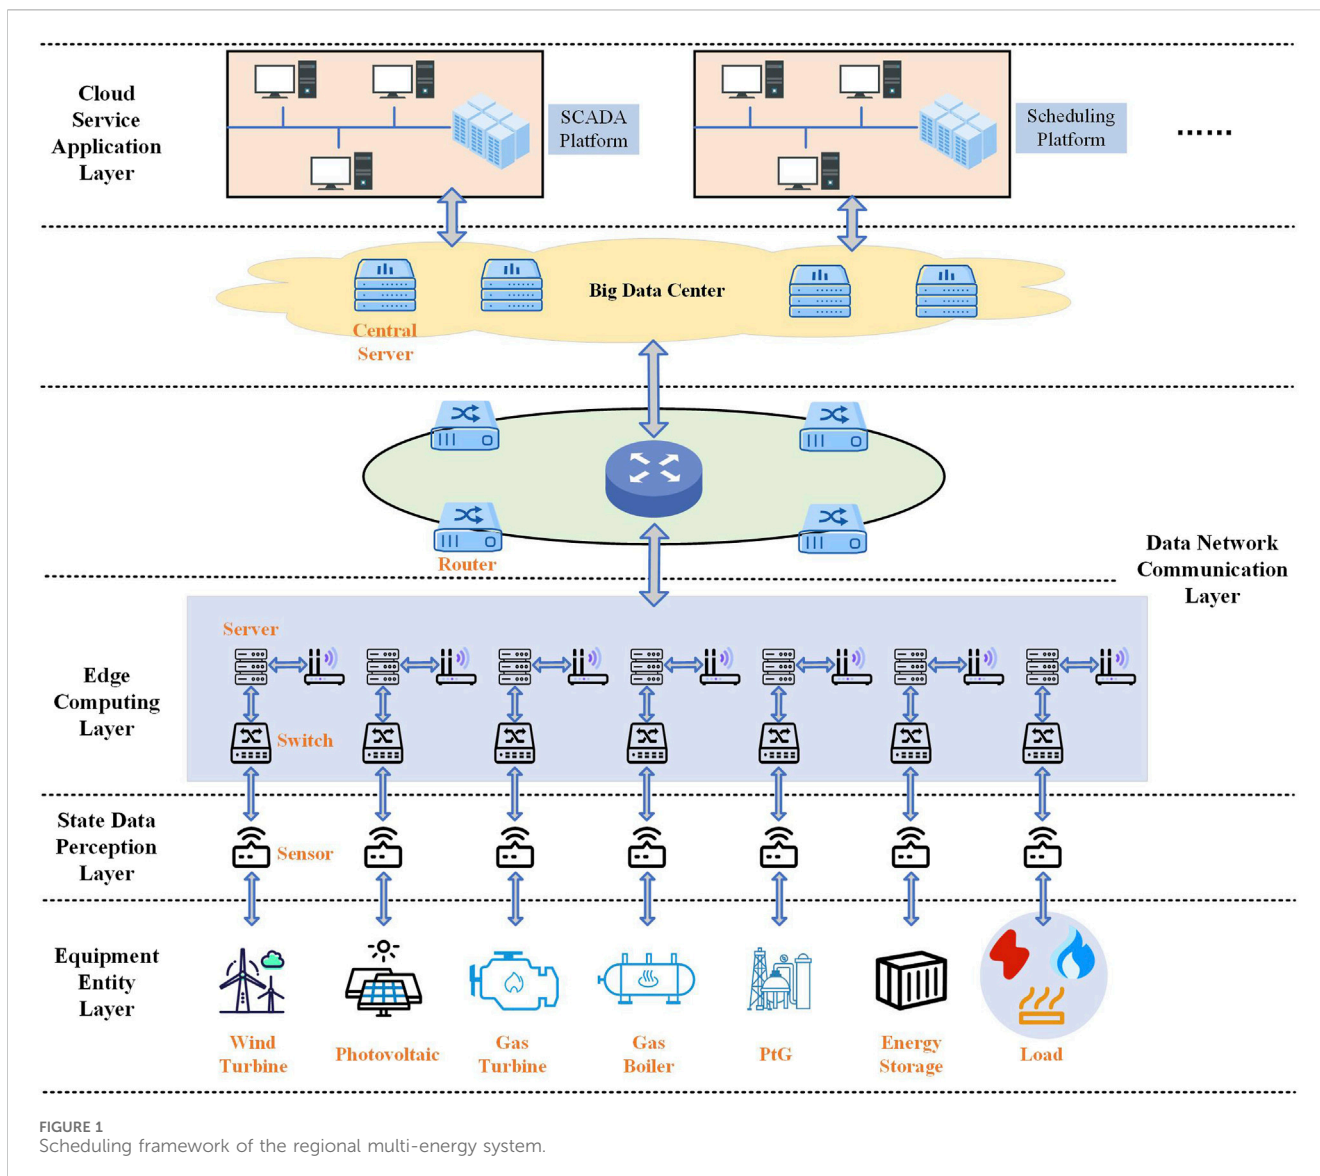 Cloud
Service
Application
Layer
SCADA
Platform
Scheduling
Platform
......
Big Data Center
Central
Server
Router
Data Network
Communication
Layer
Server
Edge
Computing
Layer
Switch
State Data
Perception
Layer
Sensor
Equipment
Entity
Layer
Wind
Turbine
Photovoltaic
Gas
Turbine
Gas
Boiler
PtG
Energy
Storage
Load
FIGURE 1
Scheduling framework of the regional multi-energy system.